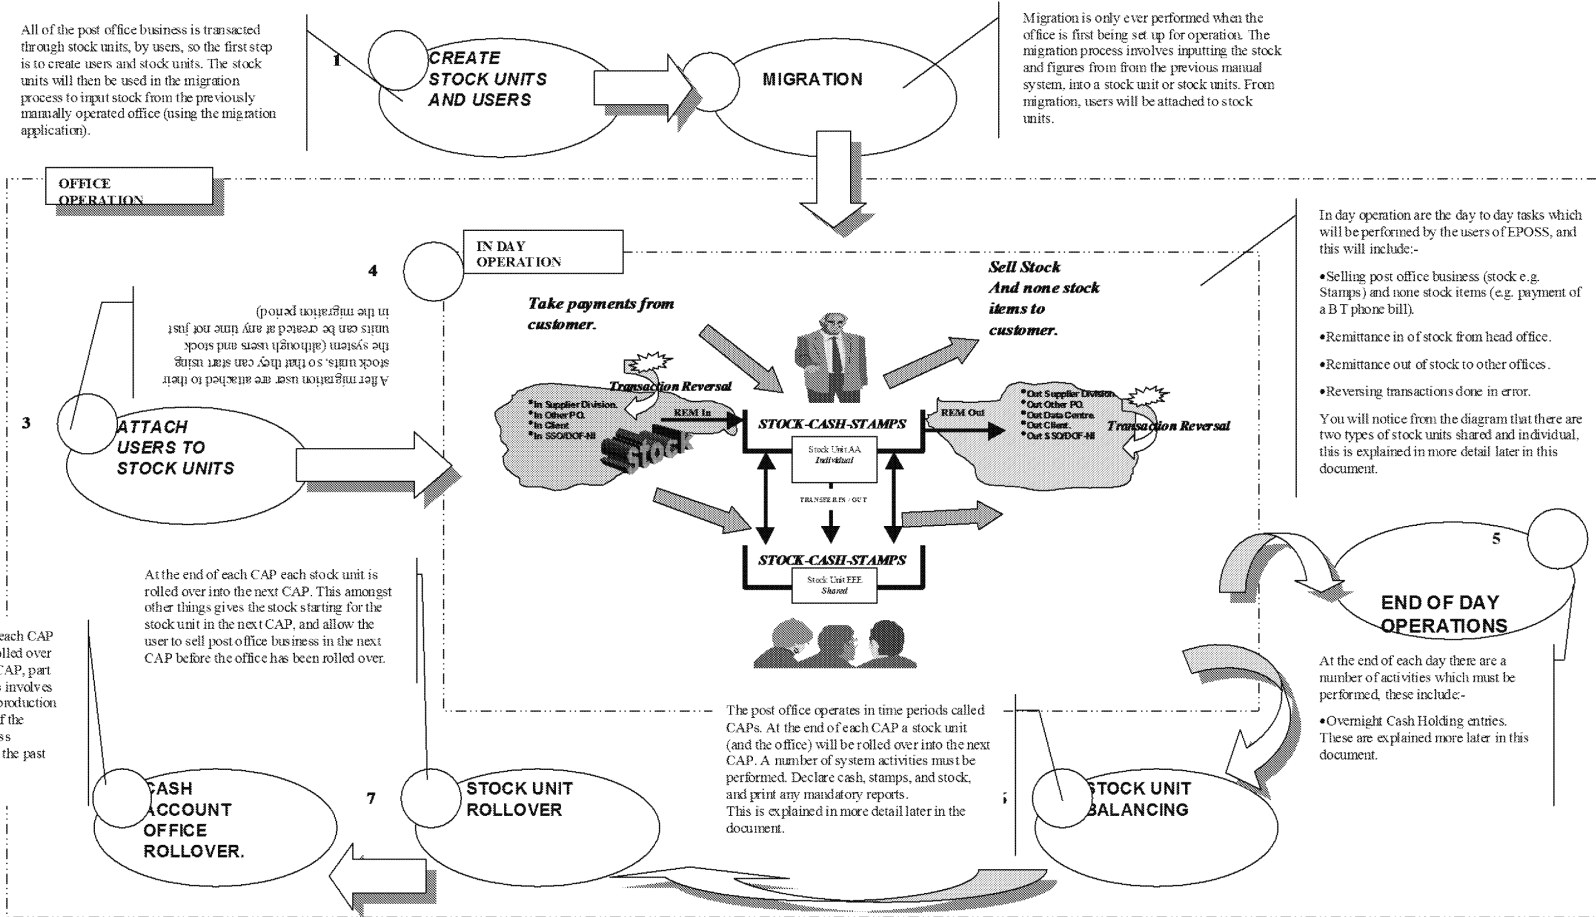 All of the post office business is transacted
through stock units, by users, so the first step
is to create users and stock units. The stock
units will then be used in the migration
process to input stock from the previously
manually operated office (using the migration
application).
1
CREATE
STOCK UNITS
AND USERS
MIGRATION
Migration is only ever performed when the
office is first being set up for operation. The
migration process involves inputting the stock
and figures from from the previous manual
system, into a stock unit or stock units. From
migration, users will be attached to stock
units.
OFFICE
OPERATION
4
IN DAY
OPERATION
Take payments from
customer.
Sell Stock
And none stock
items to
customer.
In day operation are the day to day tasks which
will be performed by the users of EPOSS, and
this will include:-
•Selling post office business (stock e.g.
Stamps) and none stock items (e.g. payment of
a B T phone bill).
•Remittance in of stock from head office.
•Remittance out of stock to other offices.
•Reversing transactions done in error.
You will notice from the diagram that there are
two types of stock units shared and individual,
this is explained in more detail later in this
document.
After migration user are attached to their
stock units, so that they can start using
the system (although users and stock
units can be created at any time not just
in the migration period)
3
ATTACH
USERS TO
STOCK UNITS
Transaction Reversal
•In Supplier Division.
•In Other PO.
•In Client
•In SSO/DOF-NI
REM In
Stock
STOCK-CASH-STAMPS
Stock Unit AA
Individual
REM Out
•Out Supplier Division
•Out Other PO.
•Out Data Centre.
•Out Client.
•Out SSO/DOF-NI
Transaction Reversal
STOCK-CASH-STAMPS
Stock Unit EEE
Shared
5
END OF DAY
OPERATIONS
At the end of each day there are a
number of activities which must be
performed, these include:-
•Overnight Cash Holding entries.
These are explained more later in this
document.
At the end of each CAP each stock unit is
rolled over into the next CAP. This amongst
other things gives the stock starting for the
stock unit in the next CAP, and allow the
user to sell post office business in the next
CAP before the office has been rolled over.
each CAP
CAP, part
involves
the past
The post office operates in time periods called
CAPs. At the end of each CAP a stock unit
(and the office) will be rolled over into the next
CAP. A number of system activities must be
performed. Declare cash, stamps, and stock,
and print any mandatory reports.
This is explained in more detail later in the
document.
STOCK UNIT
BALANCING
7
STOCK UNIT
ROLLOVER
CASH
ACCOUNT
OFFICE
ROLLOVER.